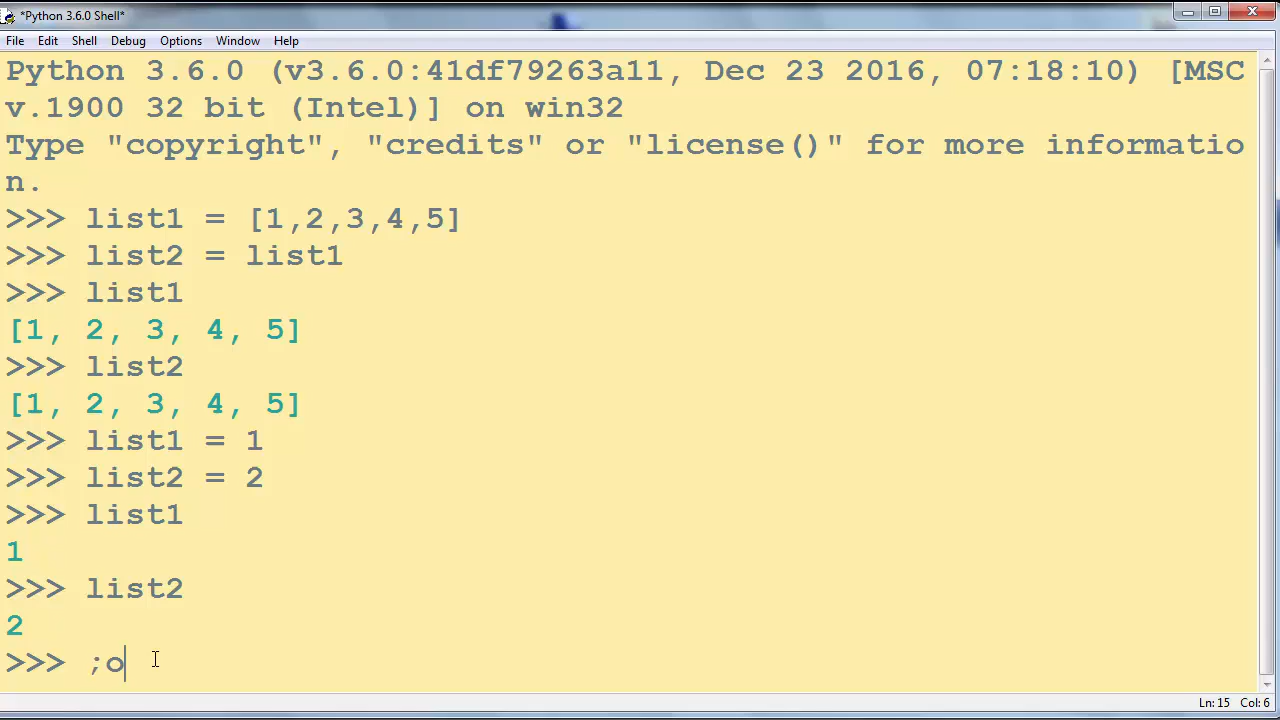 *Python 3.6.0 Shell*
File Edit Shell Debug Options Window Help
Python 3.6.0 (v3.6.0:41df79263a11, Dec 23 2016, 07:18:10) [MSC
v.1900 32 bit (Intel)] on win32
Type "copyright", "credits" or "license()" for more informatio
n.
>>> list1 = [1,2,3,4,5]
>>> list2 = list1
>>> list1
[1, 2, 3, 4, 5]
>>> list2
[1, 2, 3, 4, 5]
>>> list1 = 1
>>> list2 = 2
>>> list1
1
>>> list2
2
>>> ;o
Ln: 15 Col: 6